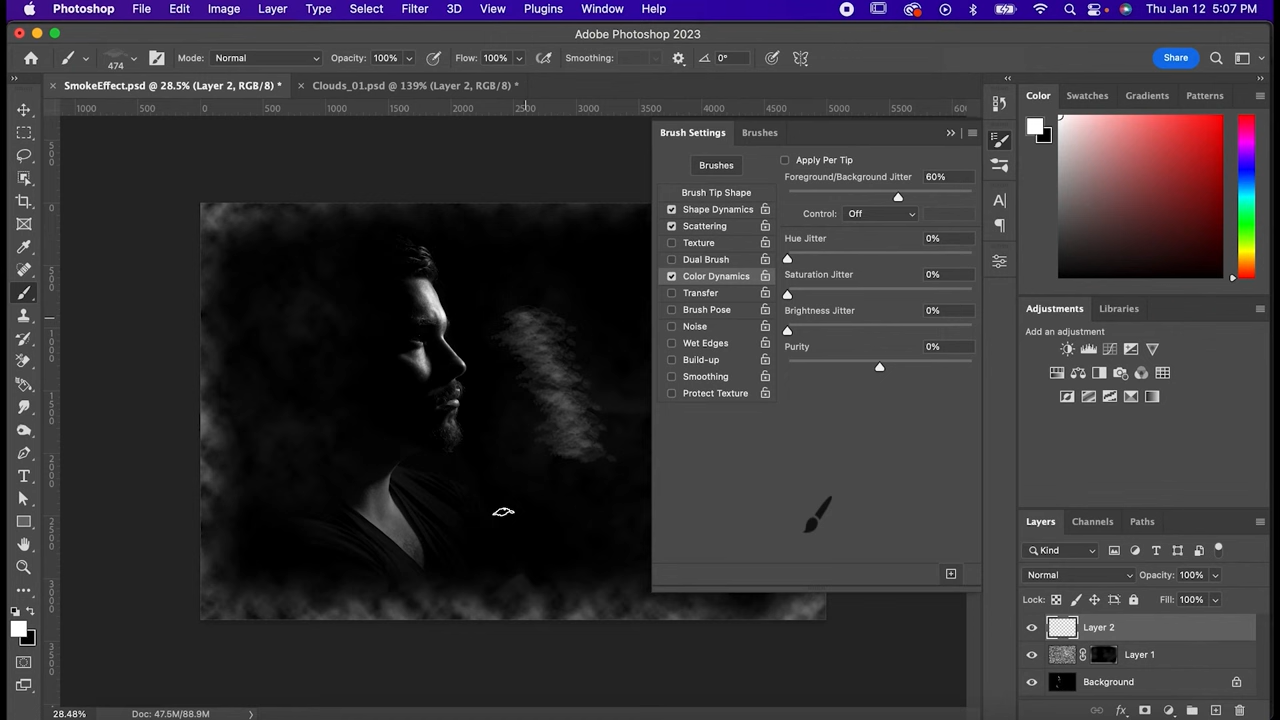 Photoshop File Edit Image Layer Type Select Filter 3D View Plugins Window Help Thu Jan 12 5:07 PM
Adobe Photoshop 2023
474 Mode: Normal Opacity: 100% Flow: 100% Smoothing: 0° Share
SmokeEffect.psd @ 28.5% (Layer 2, RGB/8) * Clouds_01.psd @ 139% (Layer 2, RGB/8) *
1000 500 0 500 1000 1500 2000 2500 3000 3500 4000 4500 5000 5500
Brush Settings Brushes
Brushes
Brush Tip Shape
Shape Dynamics
Scattering
Texture
Dual Brush
Color Dynamics
Transfer
Brush Pose
Noise
Wet Edges
Build-up
Smoothing
Protect Texture
Apply Per Tip
Foreground/Background Jitter 60%
Control: Off
Hue Jitter 0%
Saturation Jitter 0%
Brightness Jitter 0%
Purity 0%
Color Swatches Gradients Patterns
Adjustments Libraries
Add an adjustment
Layers Channels Paths
Kind
Normal Opacity: 100%
Lock: Fill: 100%
Layer 2
Layer 1
Background
28.48% Doc: 47.5M/88.9M